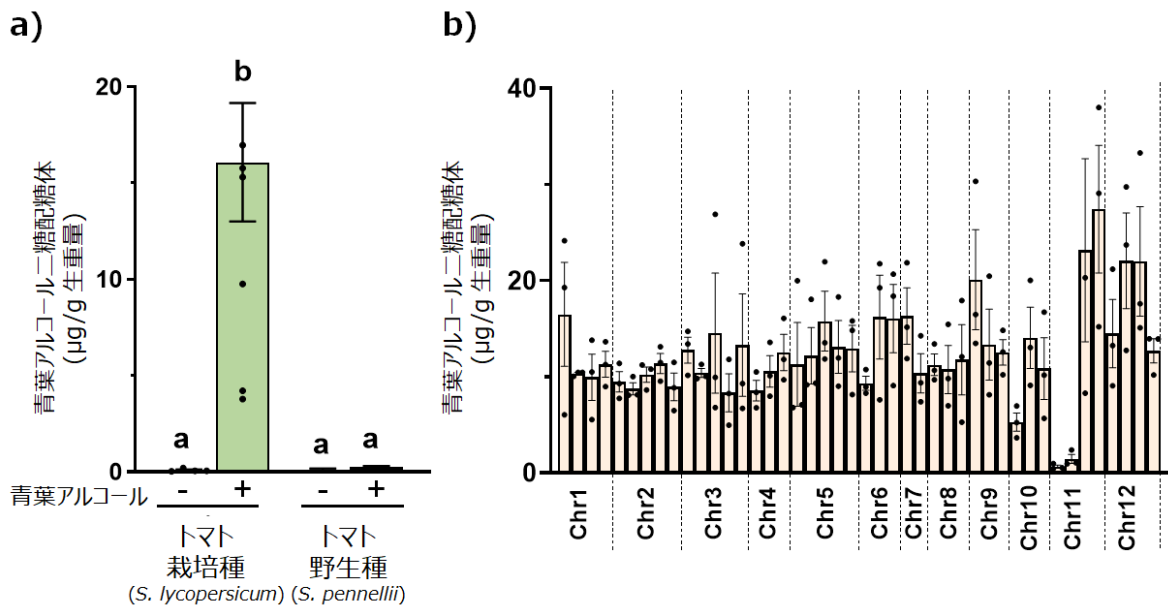 a)
青葉アルコール二糖配糖体
(µg/g 生重量)
20
10
0
a
b
a
a
青葉アルコール
-
+
-
+
トマト
栽培種
(S. lycopersicum)
トマト
野生種
(S. pennellii)
b)
青葉アルコール二糖配糖体
(µg/g 生重量)
40
20
0
Chr1
Chr2
Chr3
Chr4
Chr5
Chr6
Chr7
Chr8
Chr9
Chr10
Chr11
Chr12